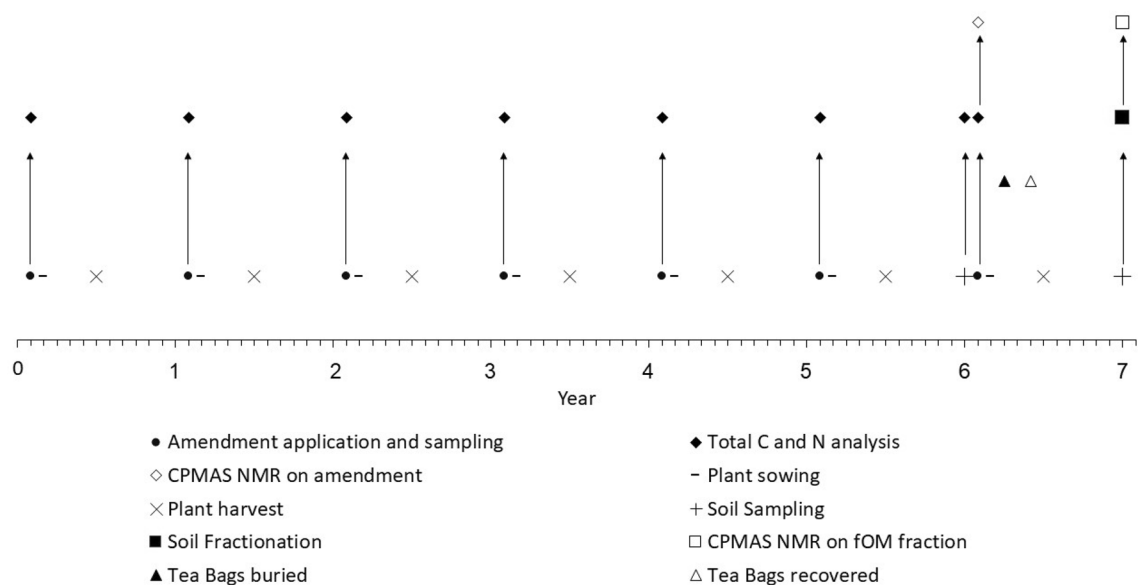 0 1 2 3 4 5 6 7
Year
Amendment application and sampling
Total C and N analysis
CPMAS NMR on amendment
Plant sowing
Plant harvest
Soil Sampling
Soil Fractionation
CPMAS NMR on fOM fraction
Tea Bags buried
Tea Bags recovered